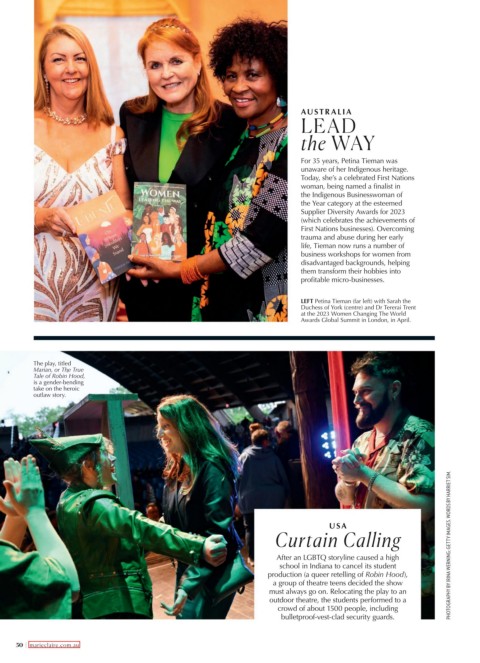 AUSTRALIA
LEAD
the WAY
For 35 years, Petina Tieman was
unaware of her Indigenous heritage.
Today, she's a celebrated First Nations
woman, being named a finalist in
the Indigenous Businesswoman of
the Year category at the esteemed
Supplier Diversity Awards for 2023
(which celebrates the achievements of
First Nations businesses). Overcoming
trauma and abuse during her early
life, Tieman now runs a number of
business workshops for women from
disadvantaged backgrounds, helping
them transform their hobbies into
profitable micro-businesses.
LEFT Petina Tieman (far left) with Sarah the
Duchess of York (centre) and Dr Tererai Trent
at the 2023 Women Changing The World
Awards Global Summit in London, in April.
WOMEN
The play, titled
Marian, or The True
Tale of Robin Hood,
is a gender-bending
take on the heroic
outlaw story.
USA
Curtain Calling
After an LGBTQ storyline caused a high
school in Indiana to cancel its student
production (a queer retelling of Robin Hood),
a group of theatre teens decided the show
must always go on. Relocating the play to an
outdoor theatre, the students performed to a
crowd of about 1500 people, including
bulletproof-vest-clad security guards.
PHOTOGRAPHY BY MINA WERNING; GETTY IMAGES. WORDS BY HARRIET SIM.
50 | marieclaire.com.au